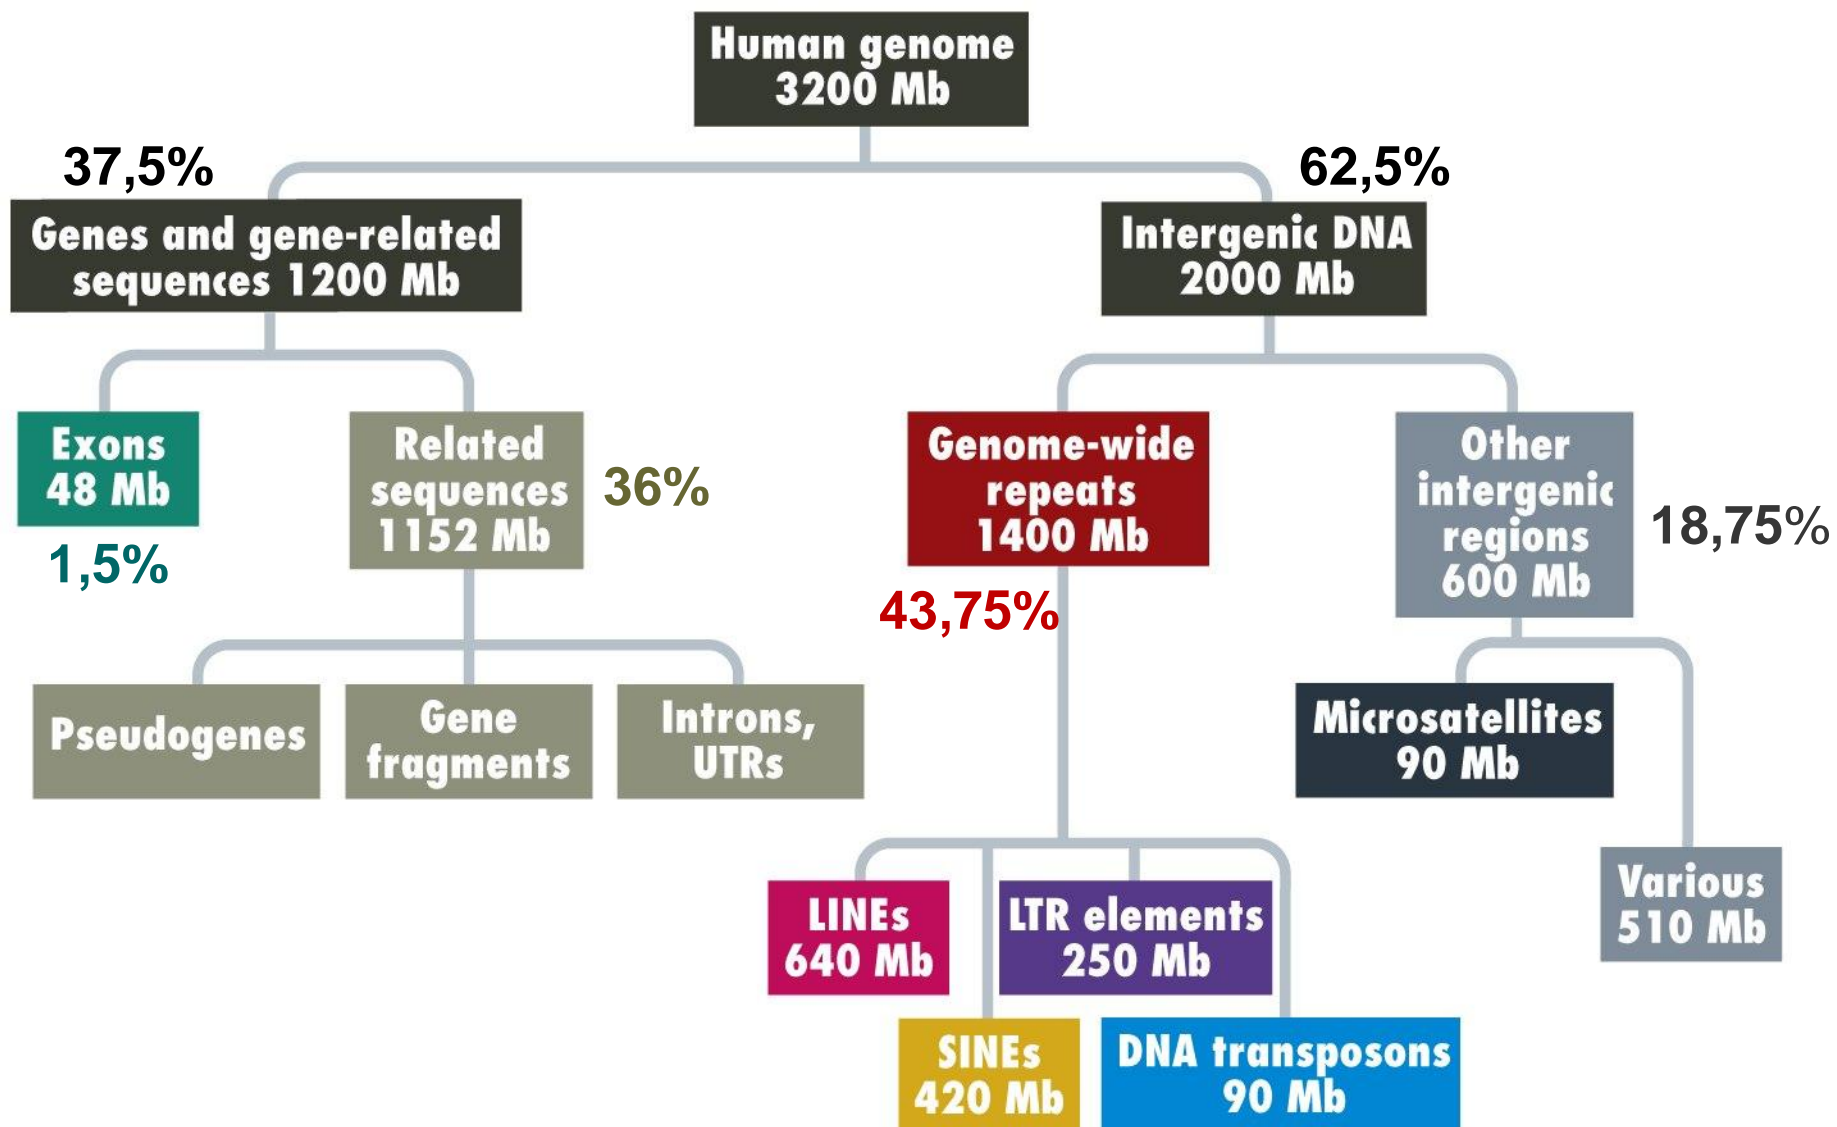 Human genome
3200 Mb
37,5%
62,5%
Genes and gene-related
sequences 1200 Mb
Intergenic DNA
2000 Mb
Exons
48 Mb
1,5%
Related
sequences
1152 Mb
36%
Genome-wide
repeats
1400 Mb
43,75%
Other
intergenic
regions
600 Mb
18,75%
Pseudogenes
Gene
fragments
Introns,
UTRs
Microsatellites
90 Mb
LINEs
640 Mb
LTR elements
250 Mb
Various
510 Mb
SINEs
420 Mb
DNA transposons
90 Mb